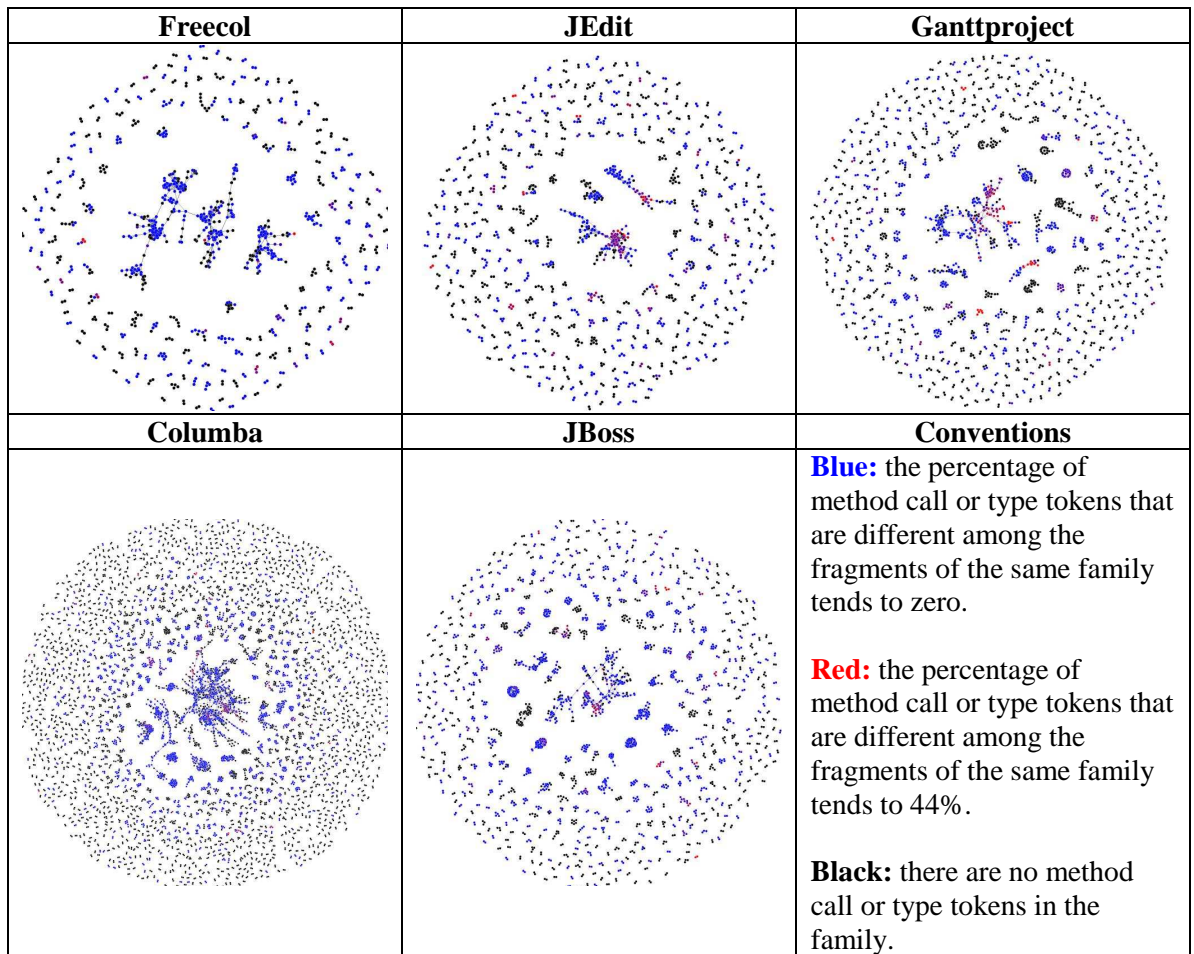 Freecol
JEdit
Ganttproject
Columba
JBoss
Conventions
Blue: the percentage of
method call or type tokens that
are different among the
fragments of the same family
tends to zero.
Red: the percentage of
method call or type tokens that
are different among the
fragments of the same family
tends to 44%.
Black: there are no method
call or type tokens in the
family.